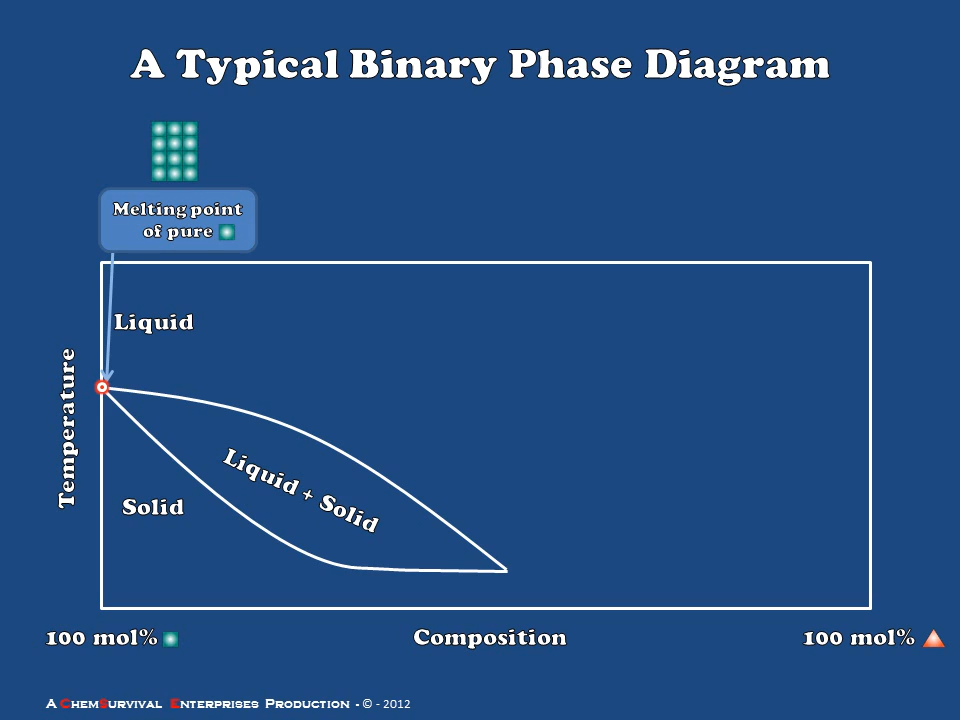 A Typical Binary Phase Diagram
Melting point
of pure
Liquid
Temperature
Liquid + Solid
Solid
100 mol%
Composition
100 mol%
A ChemSurvival Enterprises Production - © - 2012